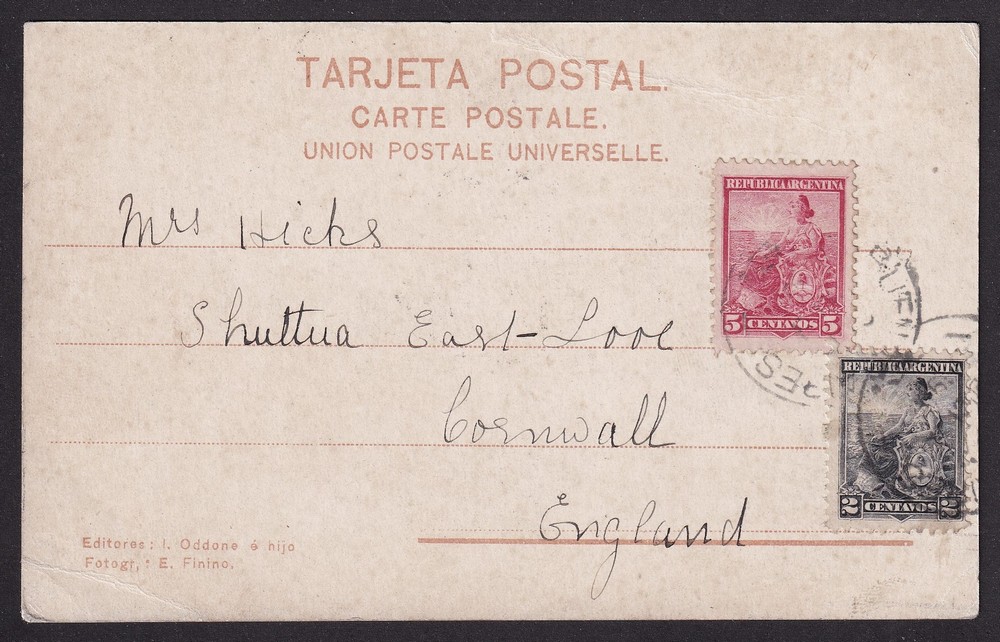 TARJETA POSTAL.
CARTE POSTALE.
UNION POSTALE UNIVERSELLE.
REPUBLICA ARGENTINA
5 CENTAVOS 5
Mrs Hicks
Shuttua East-Looe
Cornwall
England
REPUBLICA ARGENTINA
2 CENTAVOS 2
Editores: I. Oddone é hijo
Fotogr,: E. Finino.